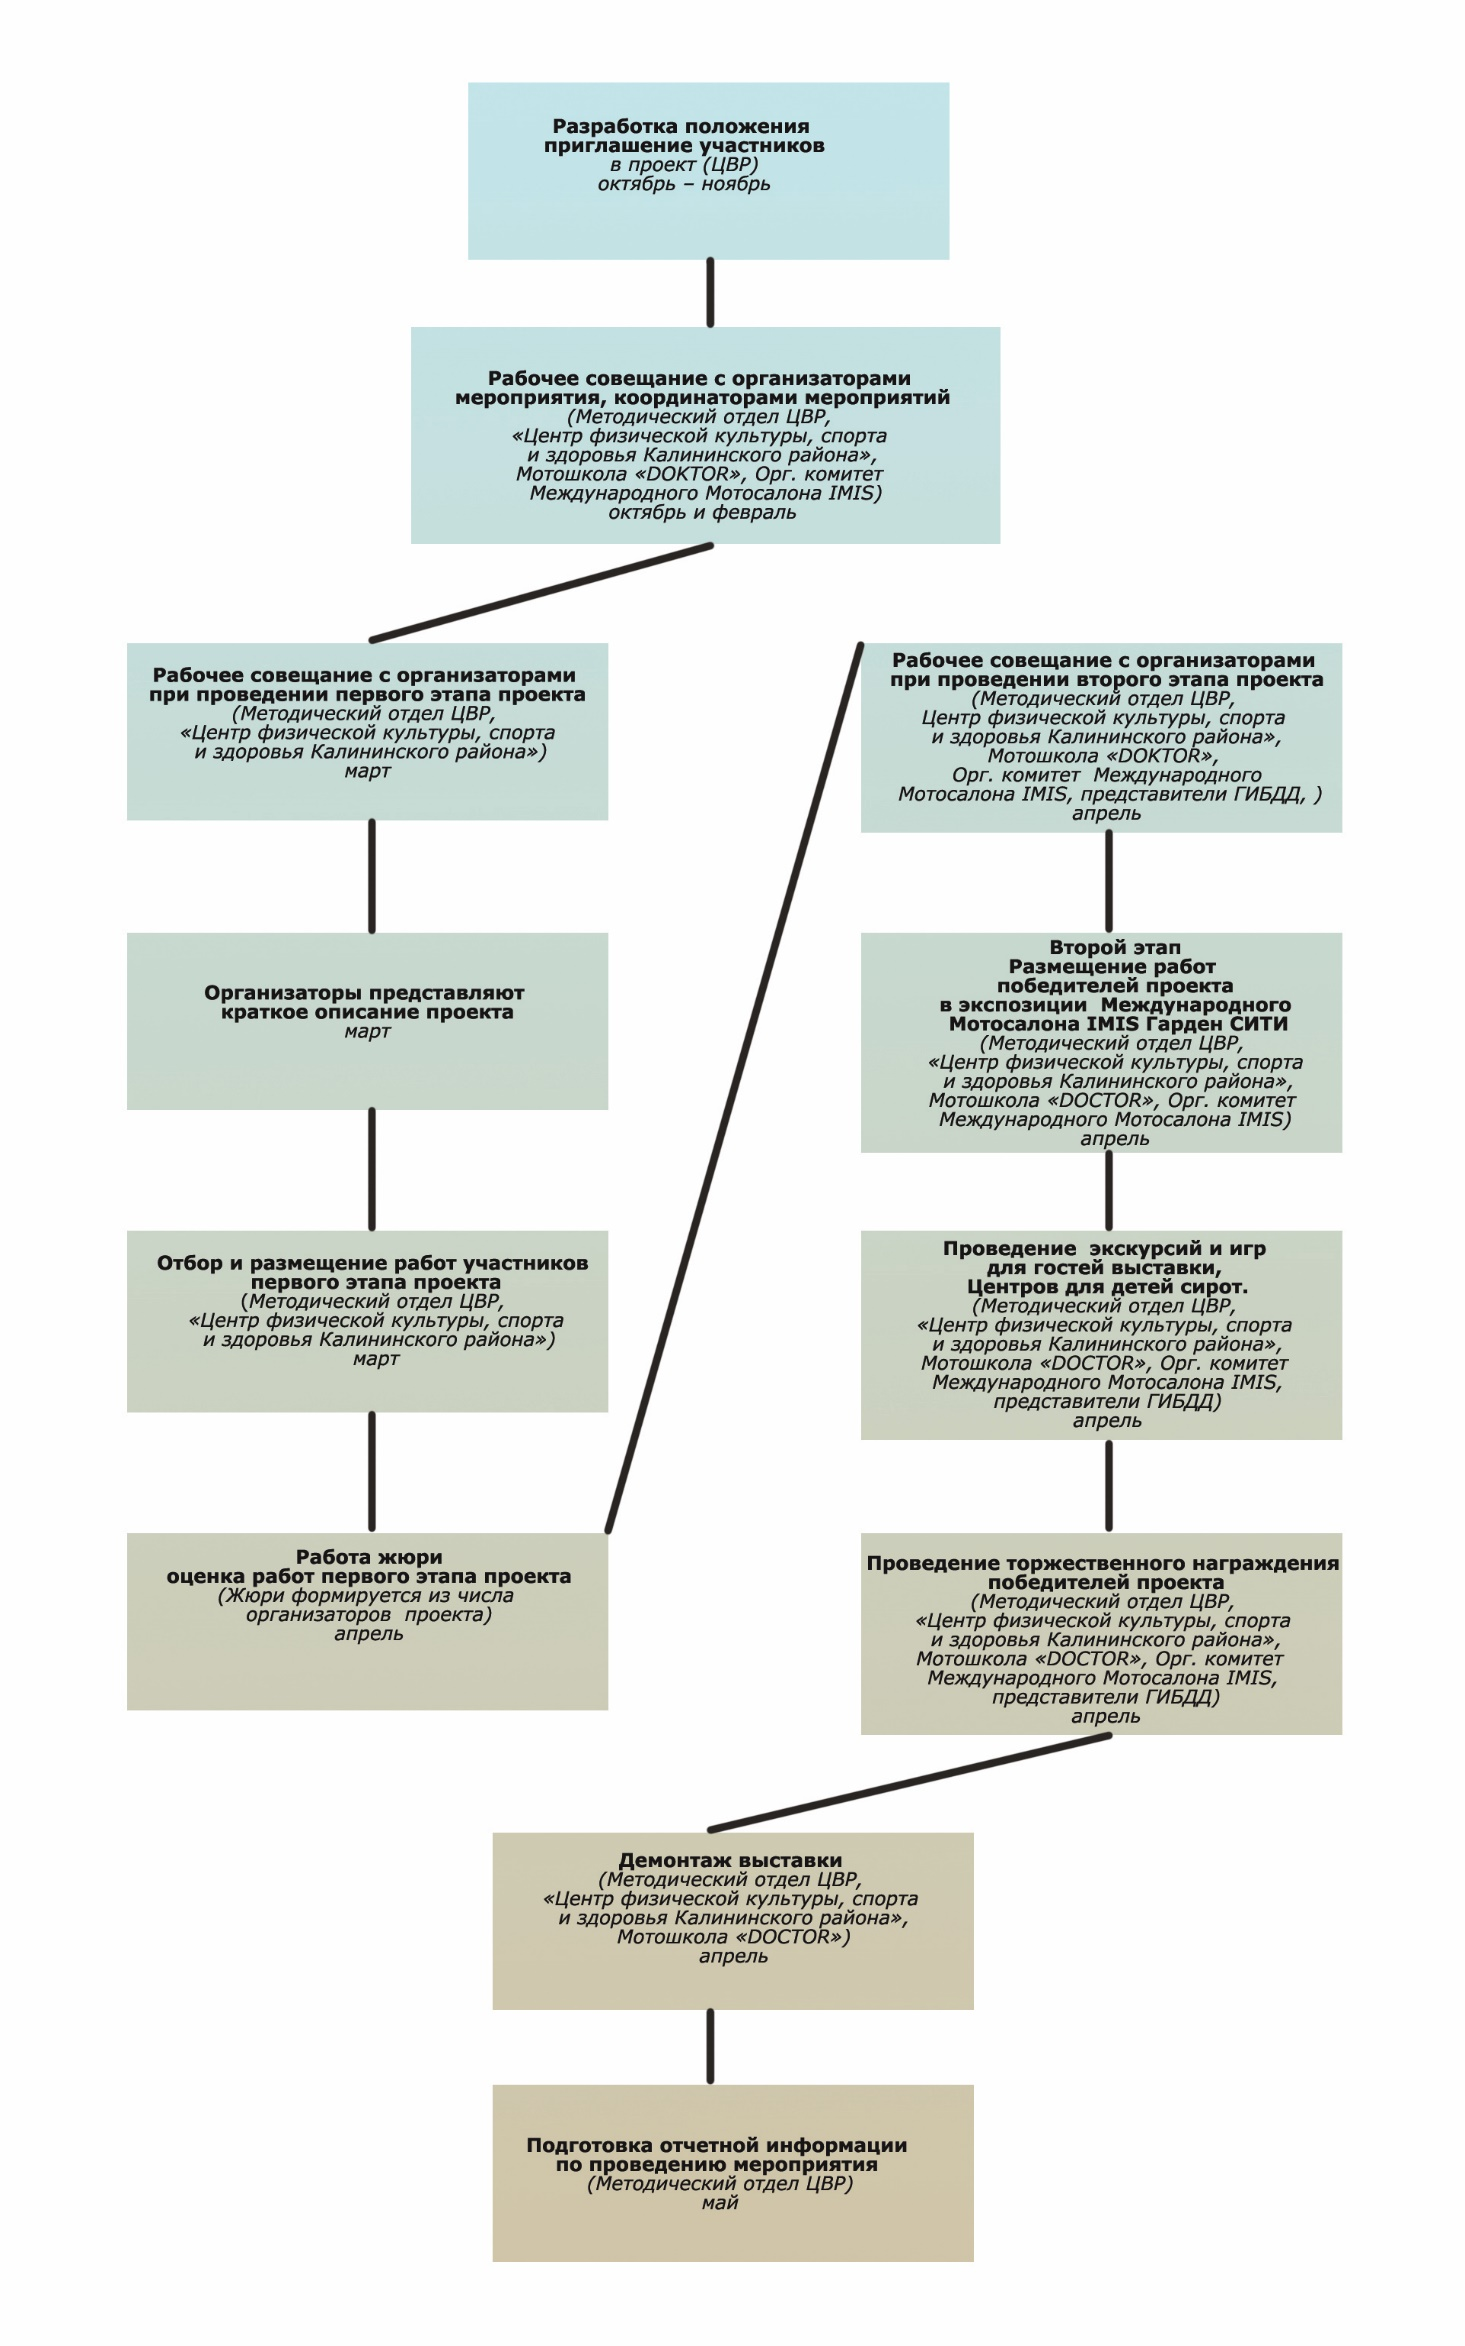 Разработка положения
приглашение участников
в проект (ЦВР)
октябрь – ноябрь
Рабочее совещание с организаторами
мероприятия, координаторами мероприятий
(Методический отдел ЦВР,
«Центр физической культуры, спорта
и здоровья Калининского района»,
Мотошкола «DOKTOR», Орг. комитет
Международного Мотосалона IMIS)
октябрь и февраль
Рабочее совещание с организаторами
при проведении первого этапа проекта
(Методический отдел ЦВР,
«Центр физической культуры, спорта
и здоровья Калининского района»)
март
Организаторы представляют
краткое описание проекта
март
Отбор и размещение работ участников
первого этапа проекта
(Методический отдел ЦВР,
«Центр физической культуры, спорта
и здоровья Калининского района»)
март
Работа жюри
оценка работ первого этапа проекта
(Жюри формируется из числа
организаторов  проекта)
апрель
Рабочее совещание с организаторами
при проведении второго этапа проекта
(Методический отдел ЦВР,
Центр физической культуры, спорта
и здоровья Калининского района»,
Мотошкола «DOKTOR»,
Орг. комитет  Международного
Мотосалона IMIS, представители ГИБДД, )
апрель
Второй этап
Размещение работ
победителей проекта
в экспозиции  Международного
Мотосалона IMIS Гарден СИТИ
(Методический отдел ЦВР,
«Центр физической культуры, спорта
и здоровья Калининского района»,
Мотошкола «DOCTOR», Орг. комитет
Международного Мотосалона IMIS)
апрель
Проведение  экскурсий и игр
для гостей выставки,
Центров для детей сирот.
(Методический отдел ЦВР,
«Центр физической культуры, спорта
и здоровья Калининского района»,
Мотошкола «DOCTOR», Орг. комитет
Международного Мотосалона IMIS,
представители ГИБДД)
апрель
Проведение торжественного награждения
победителей проекта
(Методический отдел ЦВР,
«Центр физической культуры, спорта
и здоровья Калининского района»,
Мотошкола «DOCTOR», Орг. комитет
Международного Мотосалона IMIS,
представители ГИБДД)
апрель
Демонтаж выставки
(Методический отдел ЦВР,
«Центр физической культуры, спорта
и здоровья Калининского района»,
Мотошкола «DOCTOR»)
апрель
Подготовка отчетной информации
по проведению мероприятия
(Методический отдел ЦВР)
май